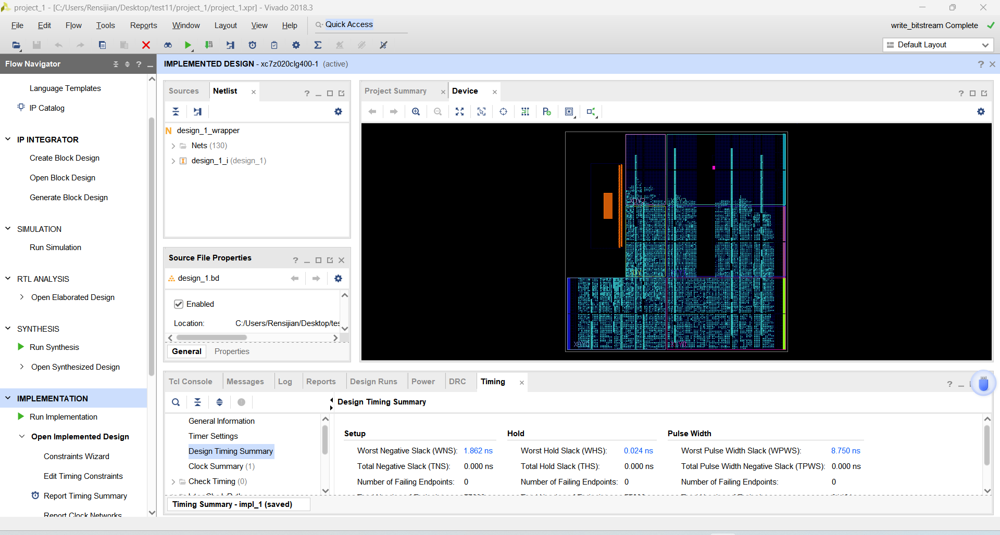 project_1 - [C:/Users/Rensijian/Desktop/test11/project_1/project_1.xpr] - Vivado 2018.3
File Edit Flow Tools Reports Window Layout View Help Quick Access
write_bitstream Complete
Default Layout
Flow Navigator
IMPLEMENTED DESIGN - xc7z020clg400-1 (active)
Language Templates
IP Catalog
IP INTEGRATOR
Create Block Design
Open Block Design
Generate Block Design
SIMULATION
Run Simulation
RTL ANALYSIS
Open Elaborated Design
SYNTHESIS
Run Synthesis
Open Synthesized Design
IMPLEMENTATION
Run Implementation
Open Implemented Design
Constraints Wizard
Edit Timing Constraints
Report Timing Summary
Report Clock Networks
Sources
Netlist
design_1_wrapper
Nets (130)
design_1_i (design_1)
Source File Properties
design_1.bd
Enabled
Location: C:/Users/Rensijian/Desktop/tes
General
Properties
Project Summary
Device
Tcl Console
Messages
Log
Reports
Design Runs
Power
DRC
Timing
Design Timing Summary
General Information
Timer Settings
Design Timing Summary
Clock Summary (1)
Check Timing (0)
Setup
Worst Negative Slack (WNS): 1.862 ns
Total Negative Slack (TNS): 0.000 ns
Number of Failing Endpoints: 0
Hold
Worst Hold Slack (WHS): 0.024 ns
Total Hold Slack (THS): 0.000 ns
Number of Failing Endpoints: 0
Pulse Width
Worst Pulse Width Slack (WPWS): 8.750 ns
Total Pulse Width Negative Slack (TPWS): 0.000 ns
Number of Failing Endpoints: 0
Timing Summary - impl_1 (saved)